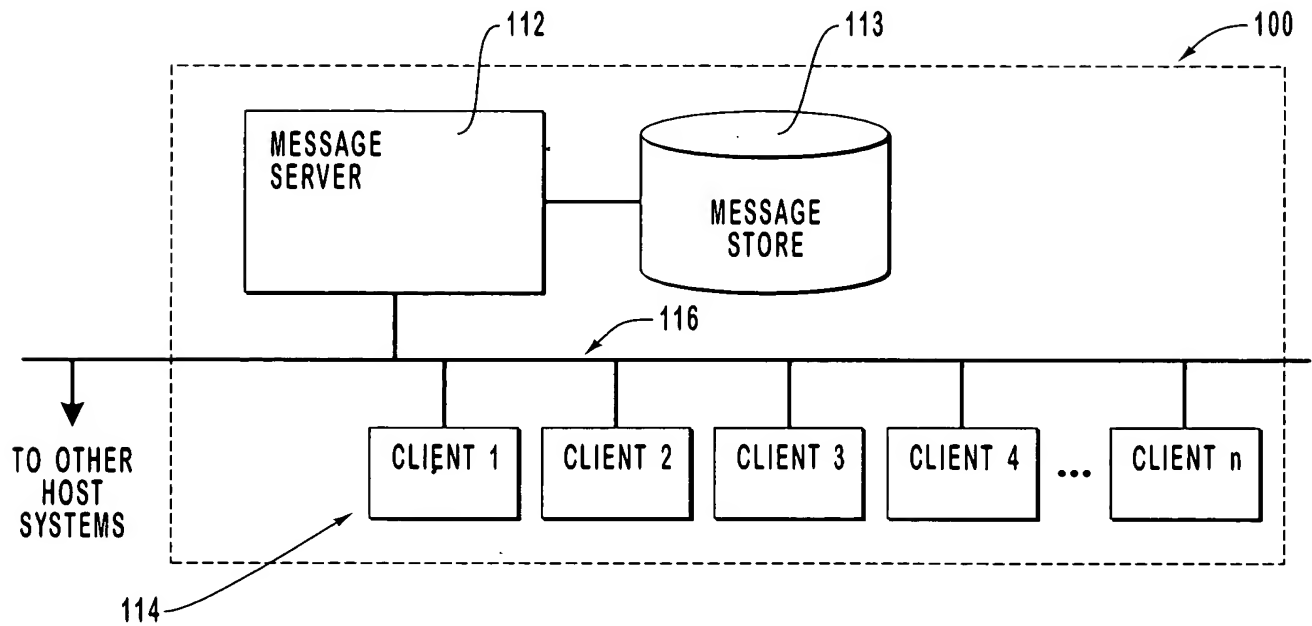 112
113
100
MESSAGE
SERVER
MESSAGE
STORE
116
CLIENT 1
CLIENT 2
CLIENT 3
CLIENT 4
...
CLIENT n
TO OTHER
HOST
SYSTEMS
114